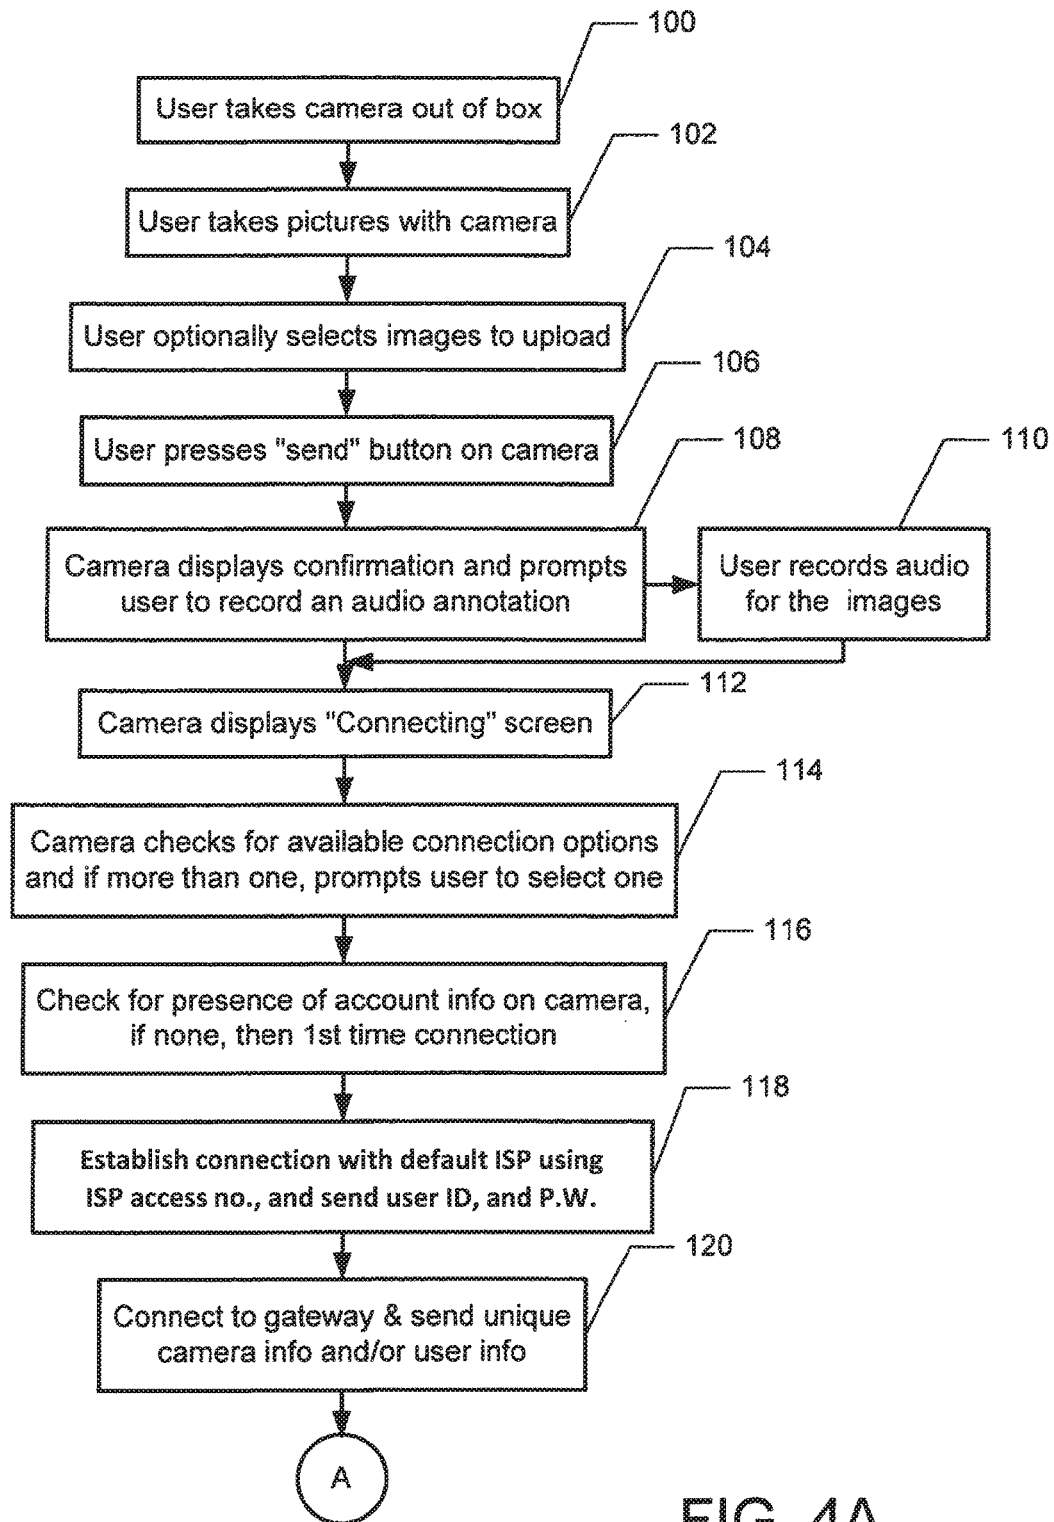 100
User takes camera out of box
102
User takes pictures with camera
104
User optionally selects images to upload
106
User presses "send" button on camera
108
110
Camera displays confirmation and prompts
user to record an audio annotation
User records audio
for the images
112
Camera displays "Connecting" screen
114
Camera checks for available connection options
and if more than one, prompts user to select one
116
Check for presence of account info on camera,
if none, then 1st time connection
118
Establish connection with default ISP using
ISP access no., and send user ID, and P.W.
120
Connect to gateway & send unique
camera info and/or user info
A
FIG. 4A